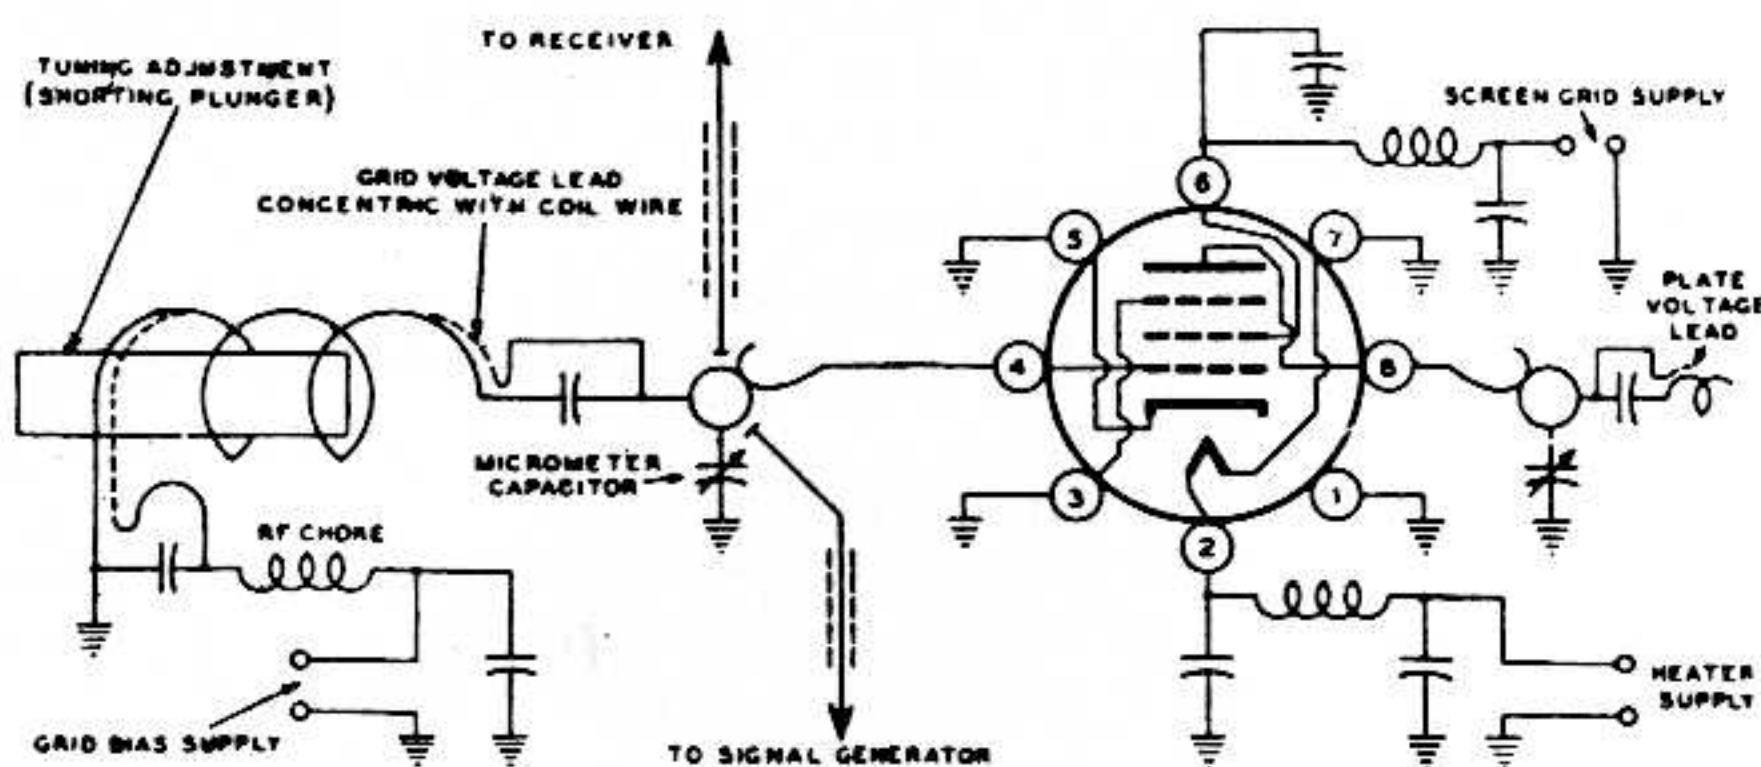 TO RECEIVER
TUNING ADJUSTMENT
(SHORTING PLUNGER)
GRID VOLTAGE LEAD
CONCENTRIC WITH COIL WIRE
SCREEN GRID SUPPLY
PLATE
VOLTAGE
LEAD
6
5
7
4
8
3
1
2
MICROMETER
CAPACITOR
RF CHOKE
HEATER
SUPPLY
GRID BIAS SUPPLY
TO SIGNAL GENERATOR